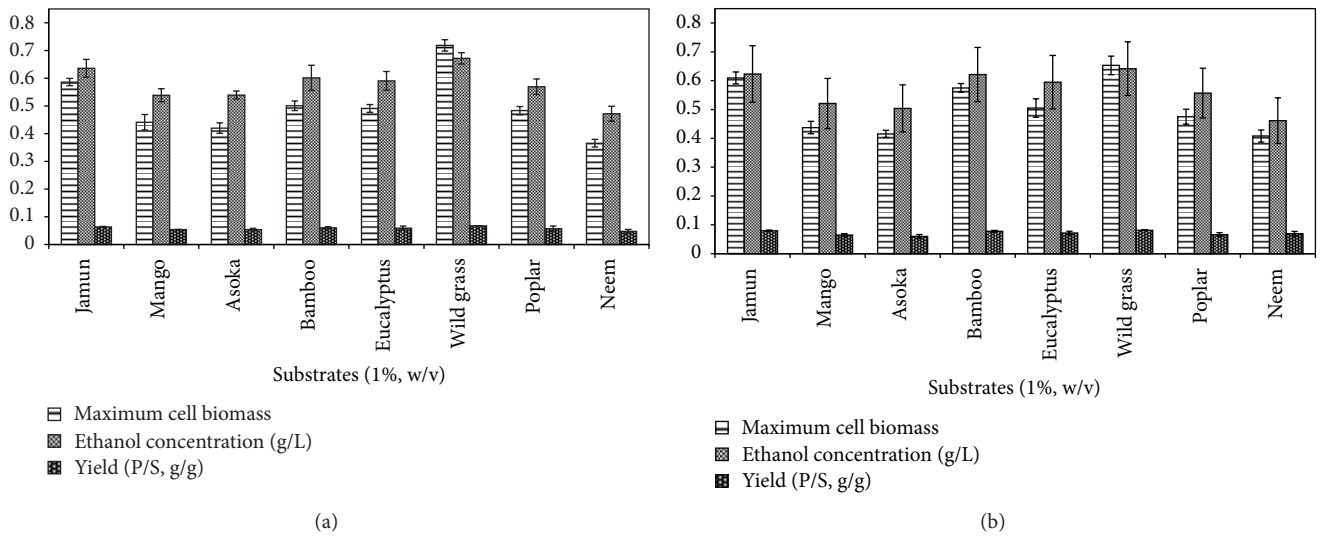 0.8
0.7
0.6
0.5
0.4
0.3
0.2
0.1
0
Jamun
Mango
Asoka
Bamboo
Eucalyptus
Wild grass
Poplar
Neem
Substrates (1%, w/v)
Maximum cell biomass
Ethanol concentration (g/L)
Yield (P/S, g/g)
(a)
0.8
0.7
0.6
0.5
0.4
0.3
0.2
0.1
0
Jamun
Mango
Asoka
Bamboo
Eucalyptus
Wild grass
Poplar
Neem
Substrates (1%, w/v)
Maximum cell biomass
Ethanol concentration (g/L)
Yield (P/S, g/g)
(b)